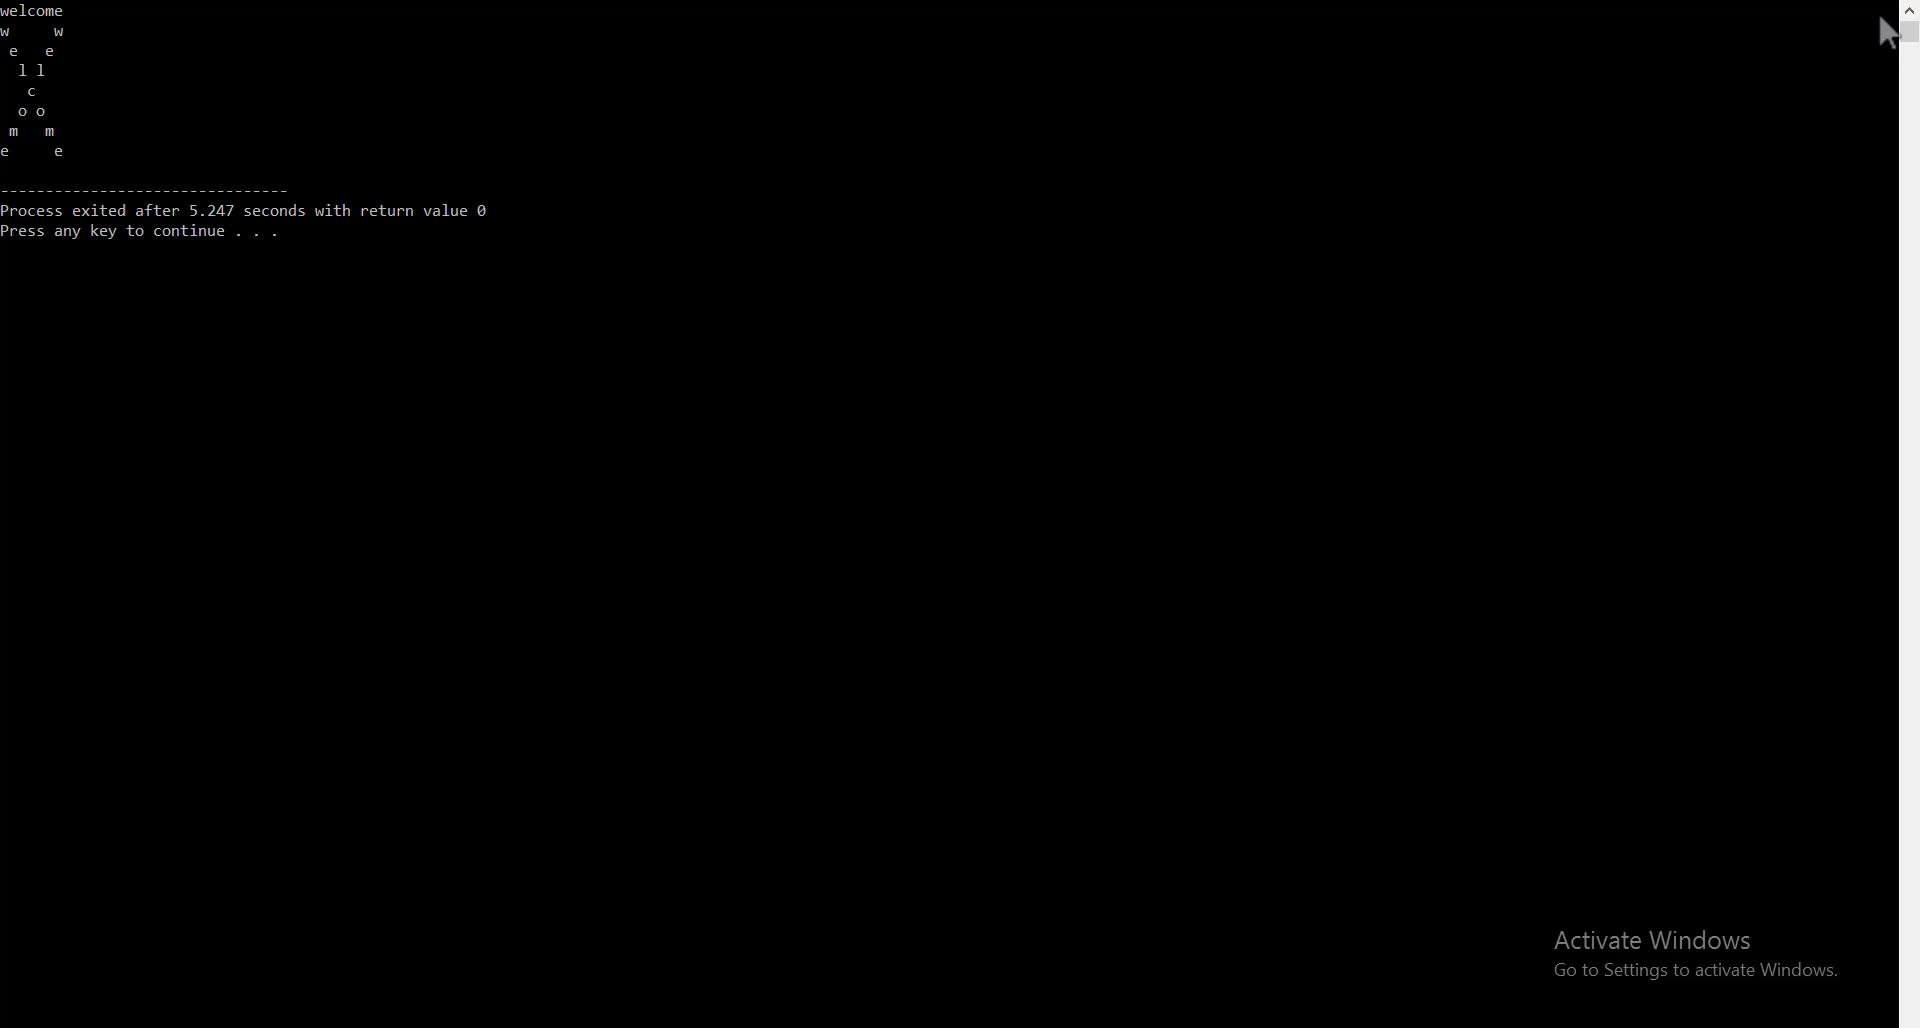 welcome
w     w
 e   e
  l l
   c
  o o
 m   m
e     e
--------------------------------
Process exited after 5.247 seconds with return value 0
Press any key to continue . . .
Activate Windows
Go to Settings to activate Windows.